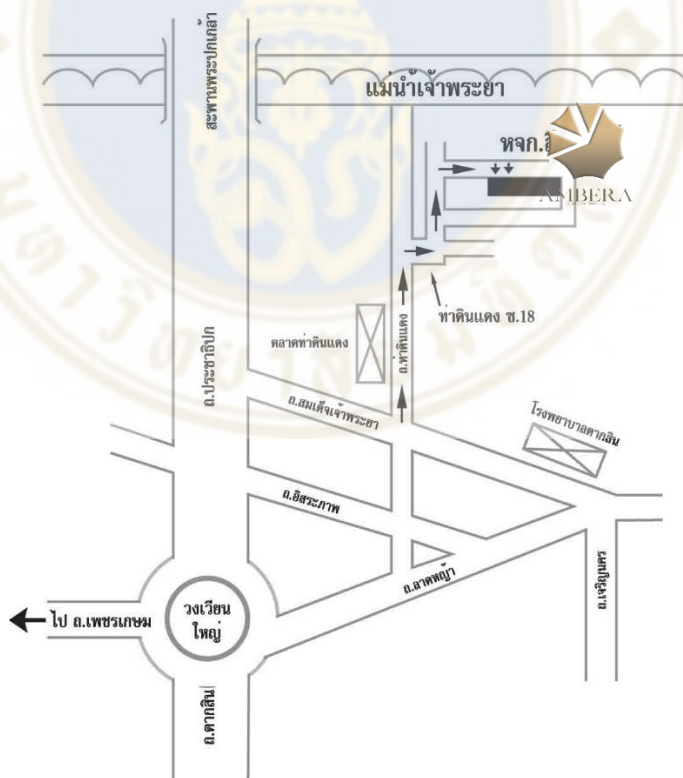 สะพานพระปกเกล้า
แม่น้ำเจ้าพระยา
หจก.
AMBERA
ท่าดินแดง ซ.18
ตลาดท่าดินแดง
ถ.ท่าดินแดง
ถ.ประชาธิปก
ถ.สมเด็จเจ้าพระยา
โรงพยาบาลตากสิน
ถ.อิสระภาพ
ถ.ลาดหญ้า
ถ.เจริญนคร
ไป ถ.เพชรเกษม
วงเวียน
ใหญ่
ถ.ตากสิน